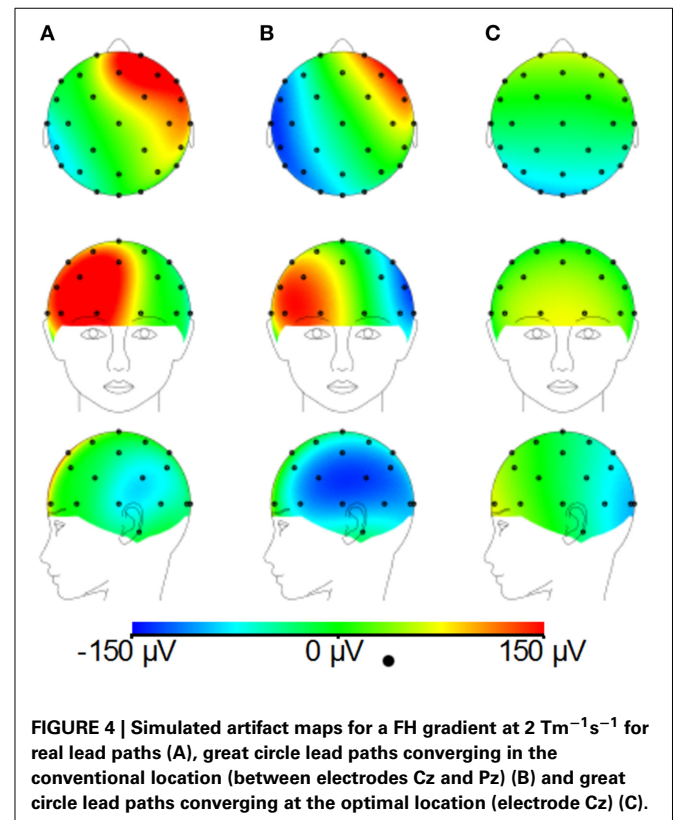 A B C
-150 µV 0 µV 150 µV
FIGURE 4 | Simulated artifact maps for a FH gradient at 2 Tm−1s−1 for
real lead paths (A), great circle lead paths converging in the
conventional location (between electrodes Cz and Pz) (B) and great
circle lead paths converging at the optimal location (electrode Cz) (C).